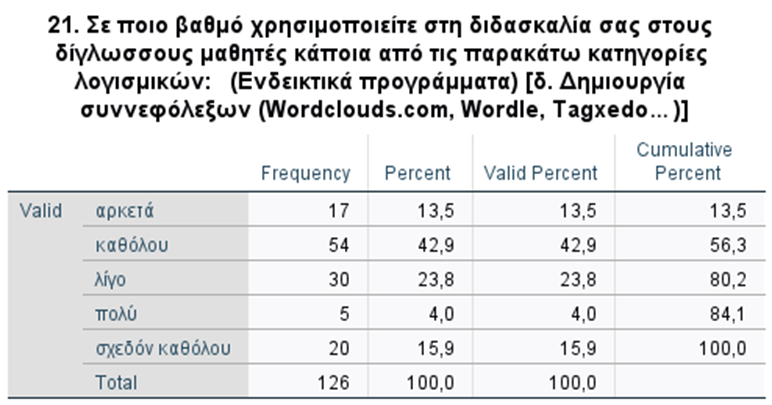 21. Σε ποιο βαθμό χρησιμοποιείτε στη διδασκαλία σας στους
δίγλωσσους μαθητές κάποια από τις παρακάτω κατηγορίες
λογισμικών: (Ενδεικτικά προγράμματα) [δ. Δημιουργία
συννεφόλεξων (Wordclouds.com, Wordle, Tagxedo... )]
Frequency Percent Valid Percent Cumulative Percent
Valid αρκετά 17 13,5 13,5 13,5
καθόλου 54 42,9 42,9 56,3
λίγο 30 23,8 23,8 80,2
πολύ 5 4,0 4,0 84,1
σχεδόν καθόλου 20 15,9 15,9 100,0
Total 126 100,0 100,0